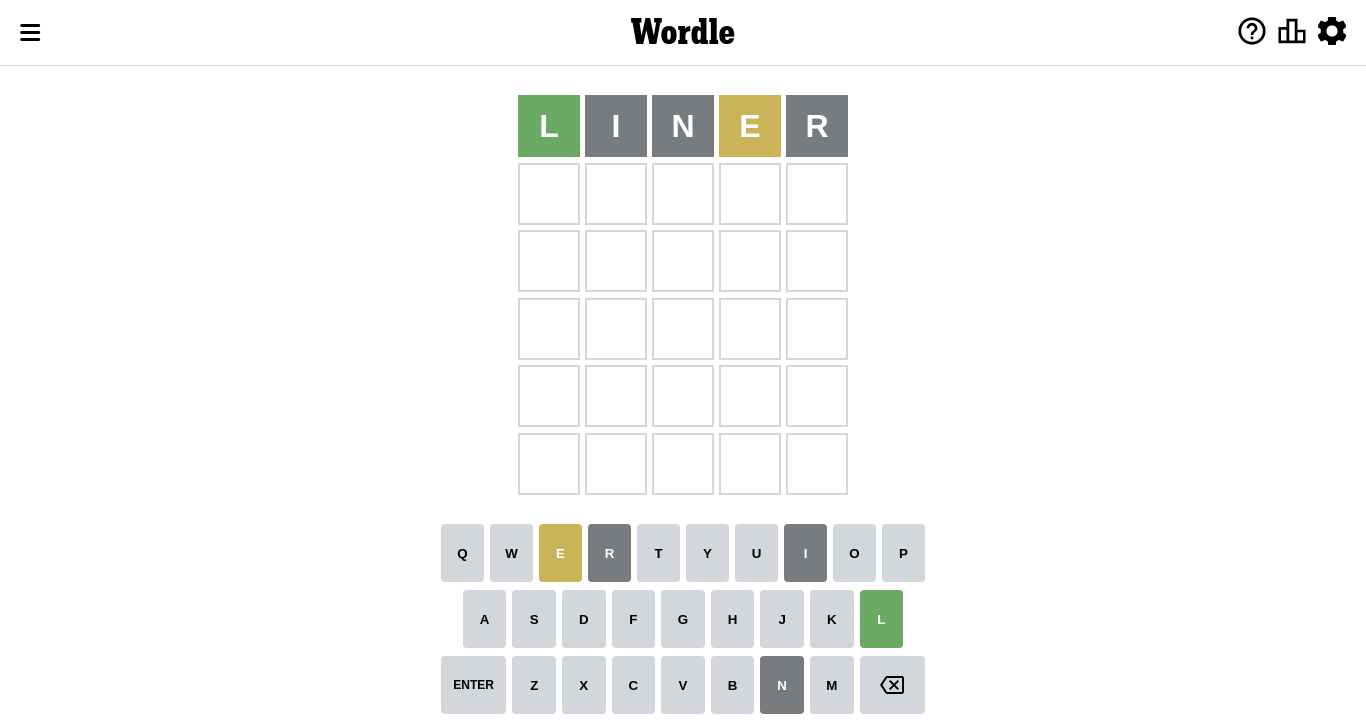 Wordle
L I N E R
Q W E R T Y U I O P
A S D F G H J K L
ENTER Z X C V B N M